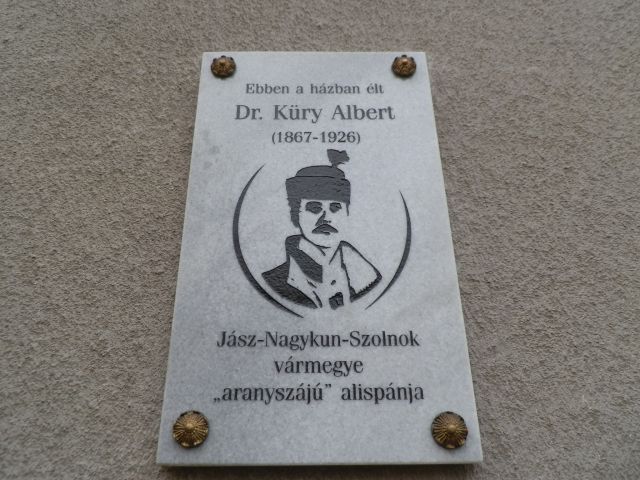 Ebben a házban élt
Dr. Küry Albert
(1867-1926)
Jász-Nagykun-Szolnok
vármegye
„aranyszájú” alispánja